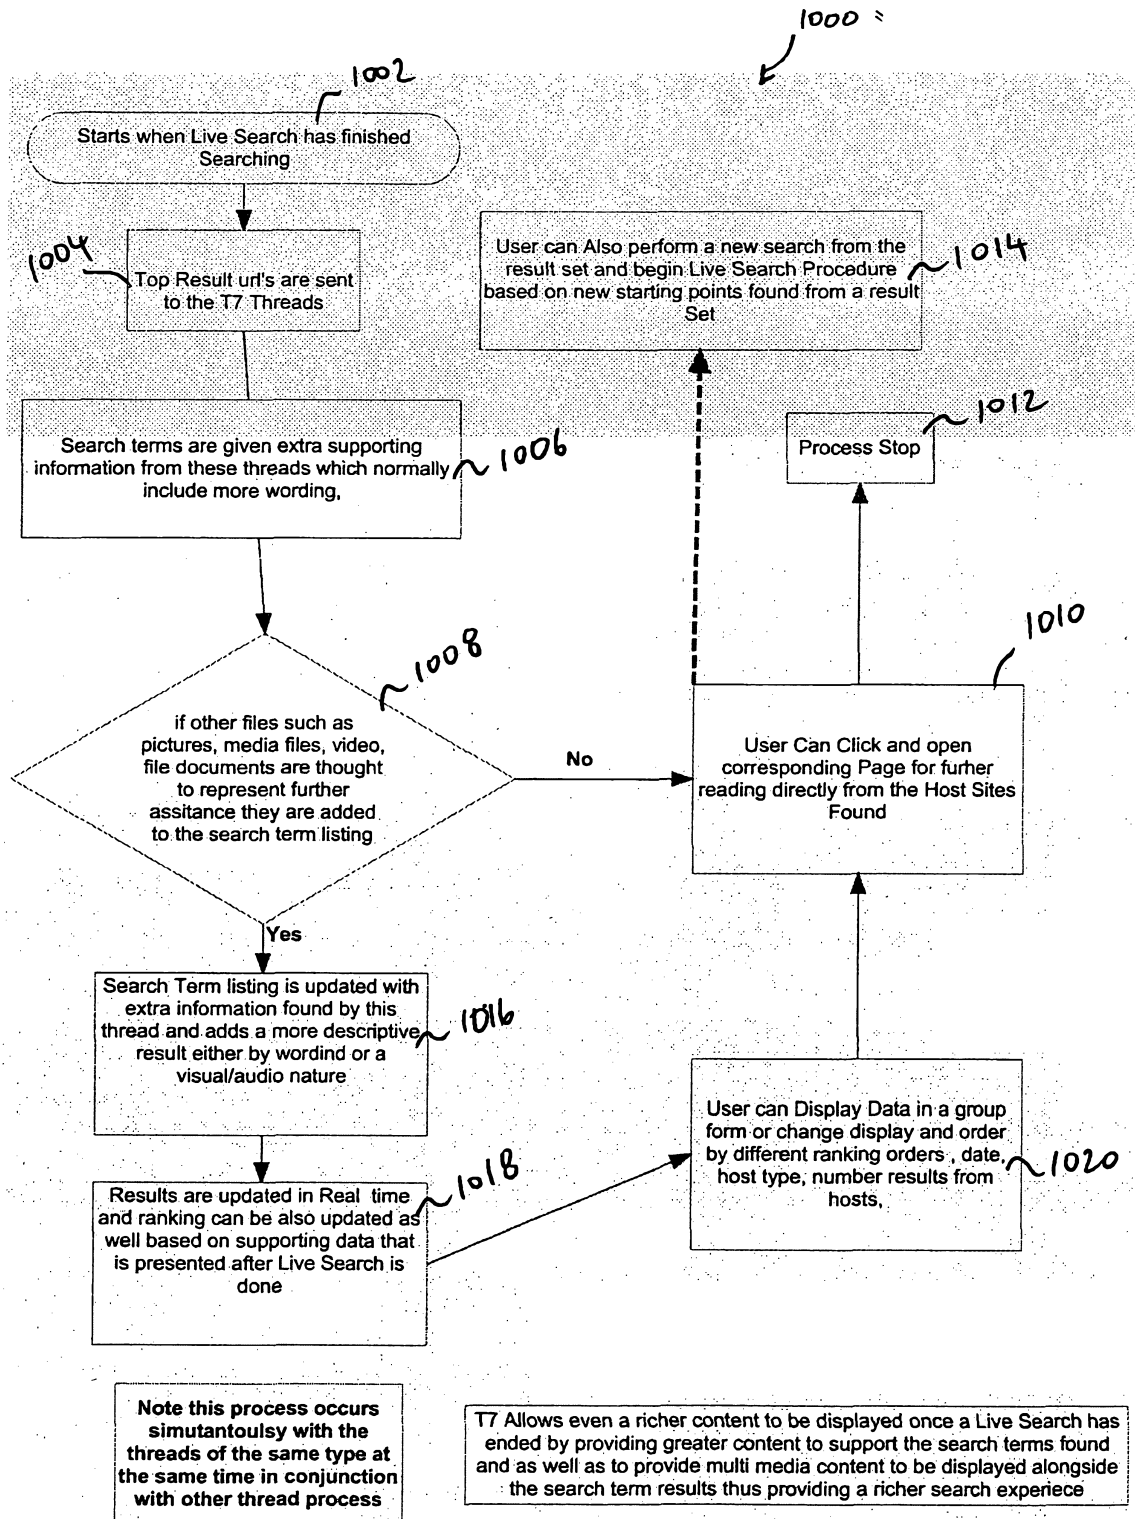 1000
1002
Starts when Live Search has finished
Searching
1004
Top Result url's are sent
to the T7 Threads
User can Also perform a new search from the
result set and begin Live Search Procedure
based on new starting points found from a result
Set
1014
1012
Process Stop
Search terms are given extra supporting
information from these threads which normally
include more wording,
1006
1008
if other files such as
pictures, media files, video,
file documents are thought
to represent further
assitance they are added
to the search term listing
No
1010
User Can Click and open
corresponding Page for furher
reading directly from the Host Sites
Found
Yes
Search Term listing is updated with
extra information found by this
thread and adds a more descriptive
result either by wordind or a
visual/audio nature
1016
User can Display Data in a group
form or change display and order
by different ranking orders , date,
host type, number results from
hosts,
1020
1018
Results are updated in Real time
and ranking can be also updated as
well based on supporting data that
is presented after Live Search is
done
Note this process occurs
simutantoulsy with the
threads of the same type at
the same time in conjunction
with other thread process
T7 Allows even a richer content to be displayed once a Live Search has
ended by providing greater content to support the search terms found
and as well as to provide multi media content to be displayed alongside
the search term results thus providing a richer search experiece